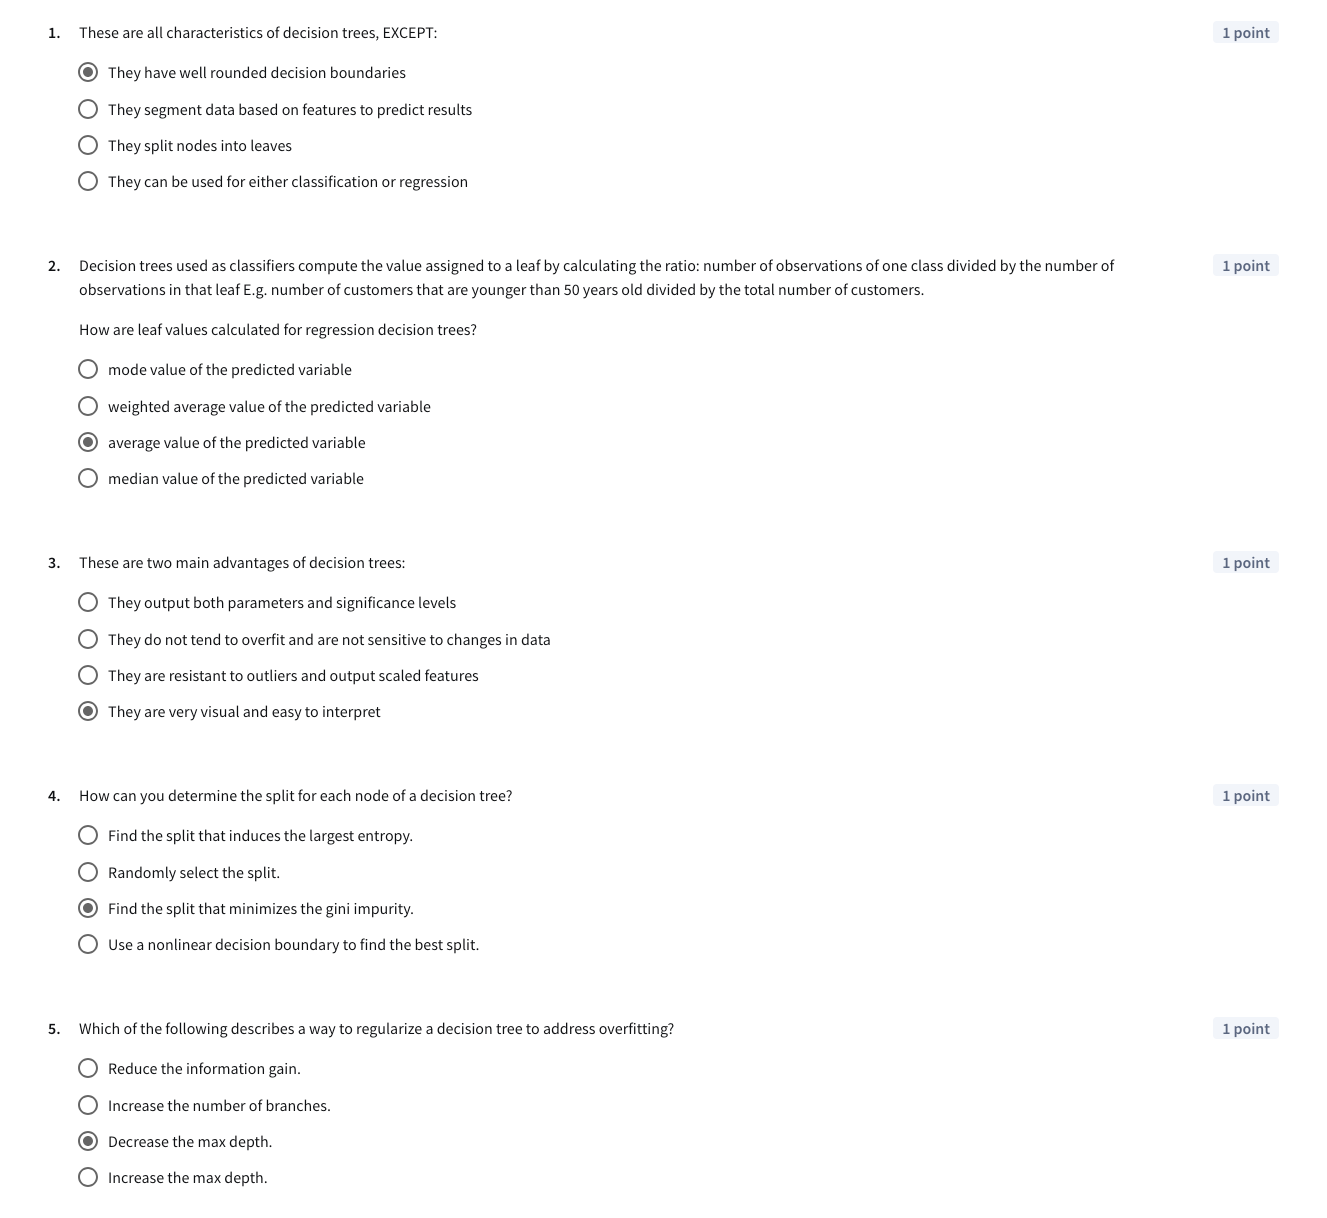 1. These are all characteristics of decision trees, EXCEPT: 1 point
They have well rounded decision boundaries
They segment data based on features to predict results
They split nodes into leaves
They can be used for either classification or regression
2. Decision trees used as classifiers compute the value assigned to a leaf by calculating the ratio: number of observations of one class divided by the number of 1 point
observations in that leaf E.g. number of customers that are younger than 50 years old divided by the total number of customers.
How are leaf values calculated for regression decision trees?
mode value of the predicted variable
weighted average value of the predicted variable
average value of the predicted variable
median value of the predicted variable
3. These are two main advantages of decision trees: 1 point
They output both parameters and significance levels
They do not tend to overfit and are not sensitive to changes in data
They are resistant to outliers and output scaled features
They are very visual and easy to interpret
4. How can you determine the split for each node of a decision tree? 1 point
Find the split that induces the largest entropy.
Randomly select the split.
Find the split that minimizes the gini impurity.
Use a nonlinear decision boundary to find the best split.
5. Which of the following describes a way to regularize a decision tree to address overfitting? 1 point
Reduce the information gain.
Increase the number of branches.
Decrease the max depth.
Increase the max depth.